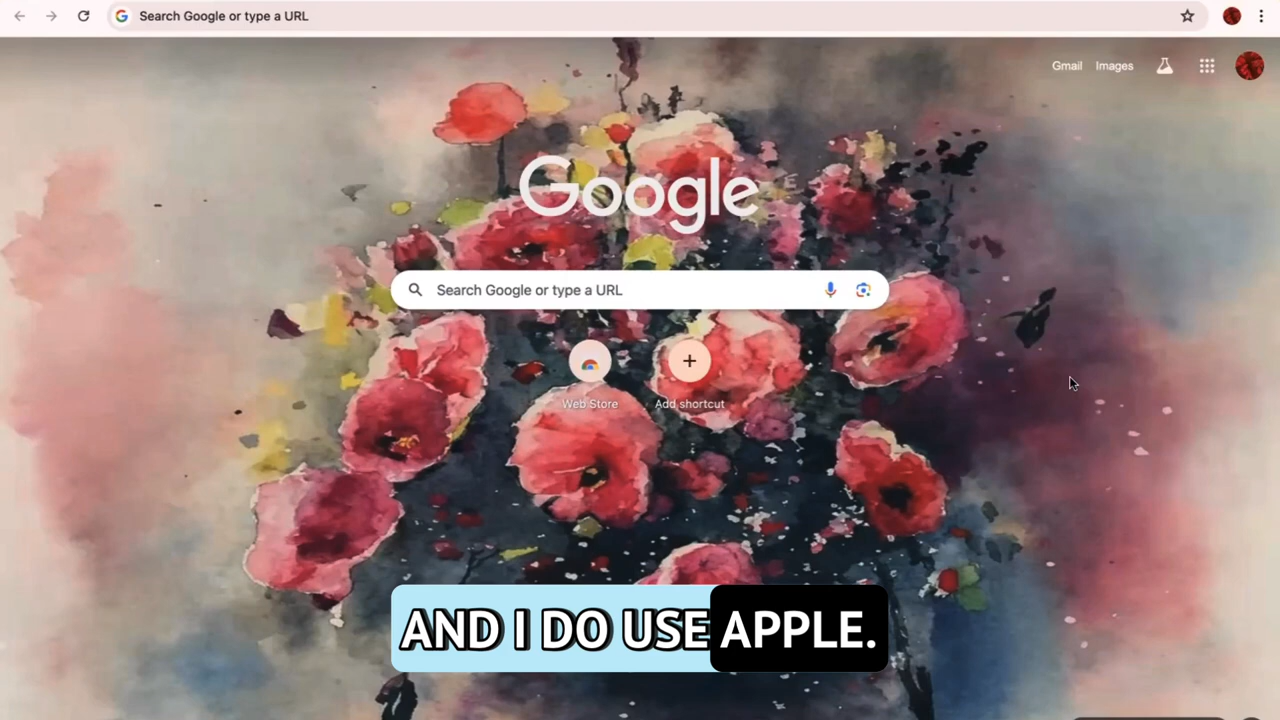 Search Google or type a URL
Gmail Images
Google
Search Google or type a URL
Web Store Add shortcut
AND I DO USE APPLE.